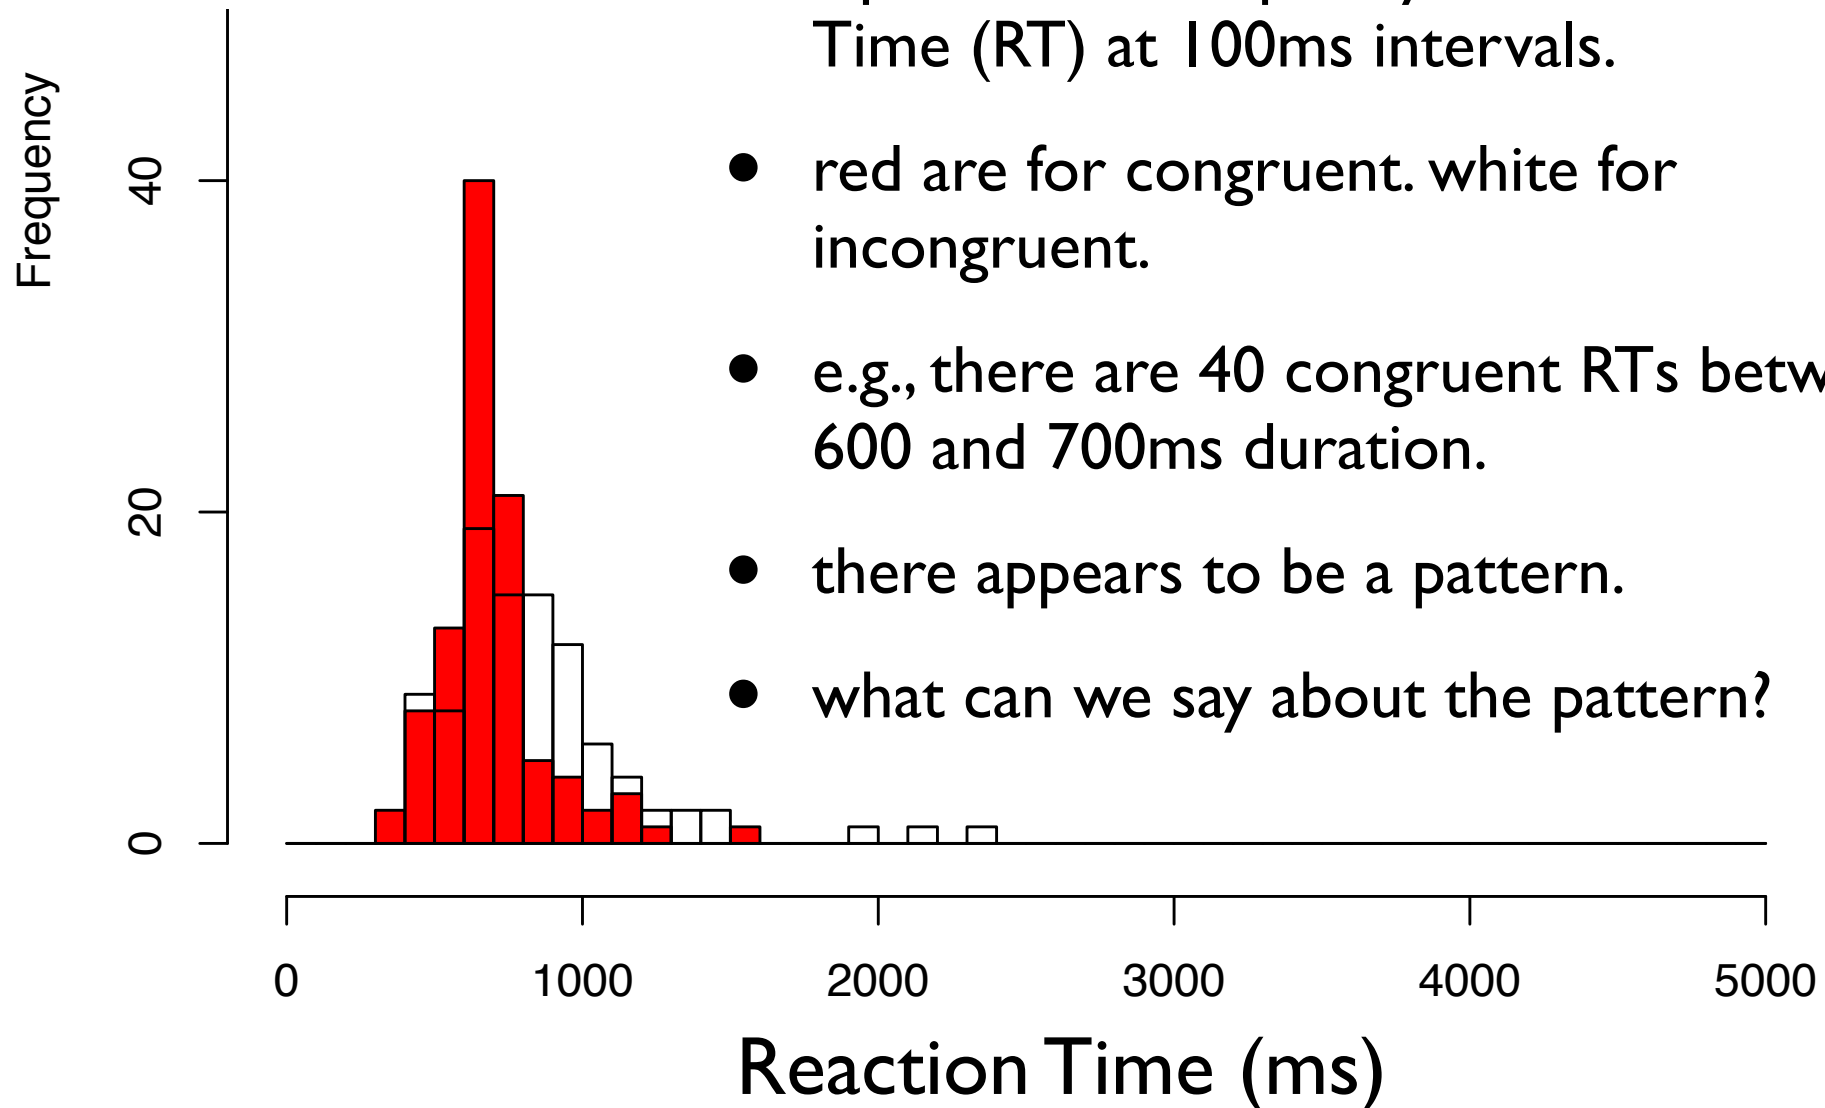 Time (RT) at 100ms intervals.
• red are for congruent. white for
incongruent.
• e.g., there are 40 congruent RTs
600 and 700ms duration.
• there appears to be a pattern.
• what can we say about the pattern?
Frequency
40
20
0
0 1000 2000 3000 4000 5000
Reaction Time (ms)